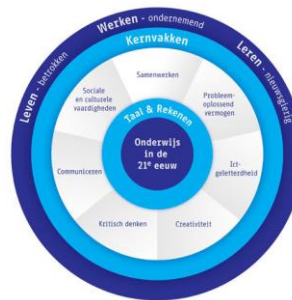 Werken - ondernemend
Leven - betrokken
Leren - nieuwsgierig
Kernvakken
Samenwerken
Sociale
en culturele
vaardigheden
Probleem-
oplossend
vermogen
Taal & Rekenen
Onderwijs
in de
21e eeuw
Communiceren
Ict-
geletterdheid
Kritisch denken
Creativiteit